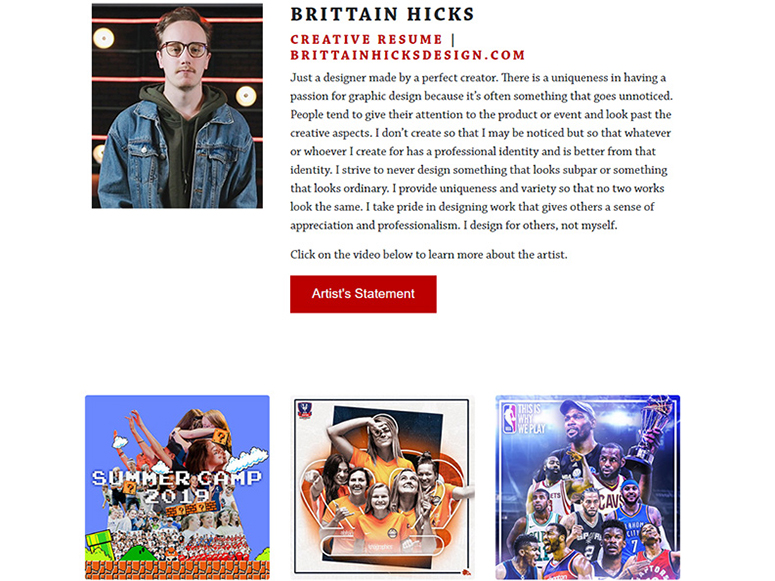 BRITTAIN HICKS
CREATIVE RESUME |
BRITTAINHICKSDESIGN.COM
Just a designer made by a perfect creator. There is a uniqueness in having a
passion for graphic design because it’s often something that goes unnoticed.
People tend to give their attention to the product or event and look past the
creative aspects. I don’t create so that I may be noticed but so that whatever
or whoever I create for has a professional identity and is better from that
identity. I strive to never design something that looks subpar or something
that looks ordinary. I provide uniqueness and variety so that no two works
look the same. I take pride in designing work that gives others a sense of
appreciation and professionalism. I design for others, not myself.
Click on the video below to learn more about the artist.
Artist's Statement
SUMMER CAMP
2019
THIS IS
WHY
WE PLAY
CAVS
SPURS
OKLAHOMA
CITY
7
RAPTORS